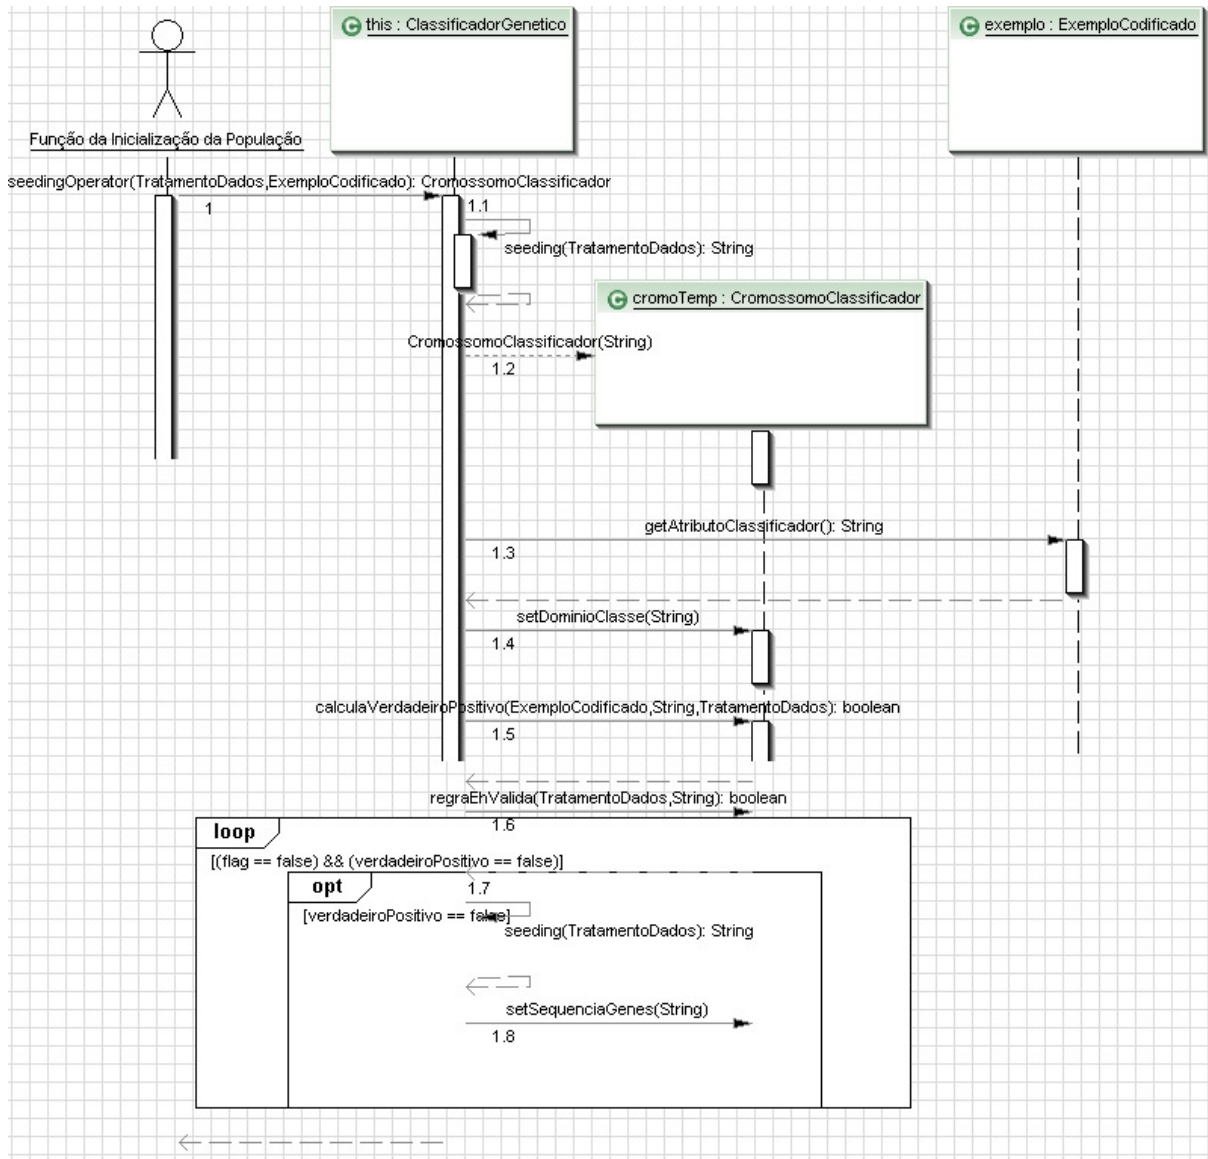 this : ClassificadorGenetico
exemplo : ExemploCodificado
Função da Inicialização da População
seedingOperator(TratamentoDados,ExemploCodificado): CromossomoClassificador
1
1.1
seeding(TratamentoDados): String
cromoTemp : CromossomoClassificador
CromossomoClassificador(String)
1.2
getAtributoClassificador(): String
1.3
setDominioClasse(String)
1.4
calculaVerdadeiroPositivo(ExemploCodificado,String,TratamentoDados): boolean
1.5
regraEhValida(TratamentoDados,String): boolean
1.6
loop
[(flag == false) && (verdadeiroPositivo == false)]
opt
1.7
[verdadeiroPositivo == false]
seeding(TratamentoDados): String
setSequenciaGenes(String)
1.8